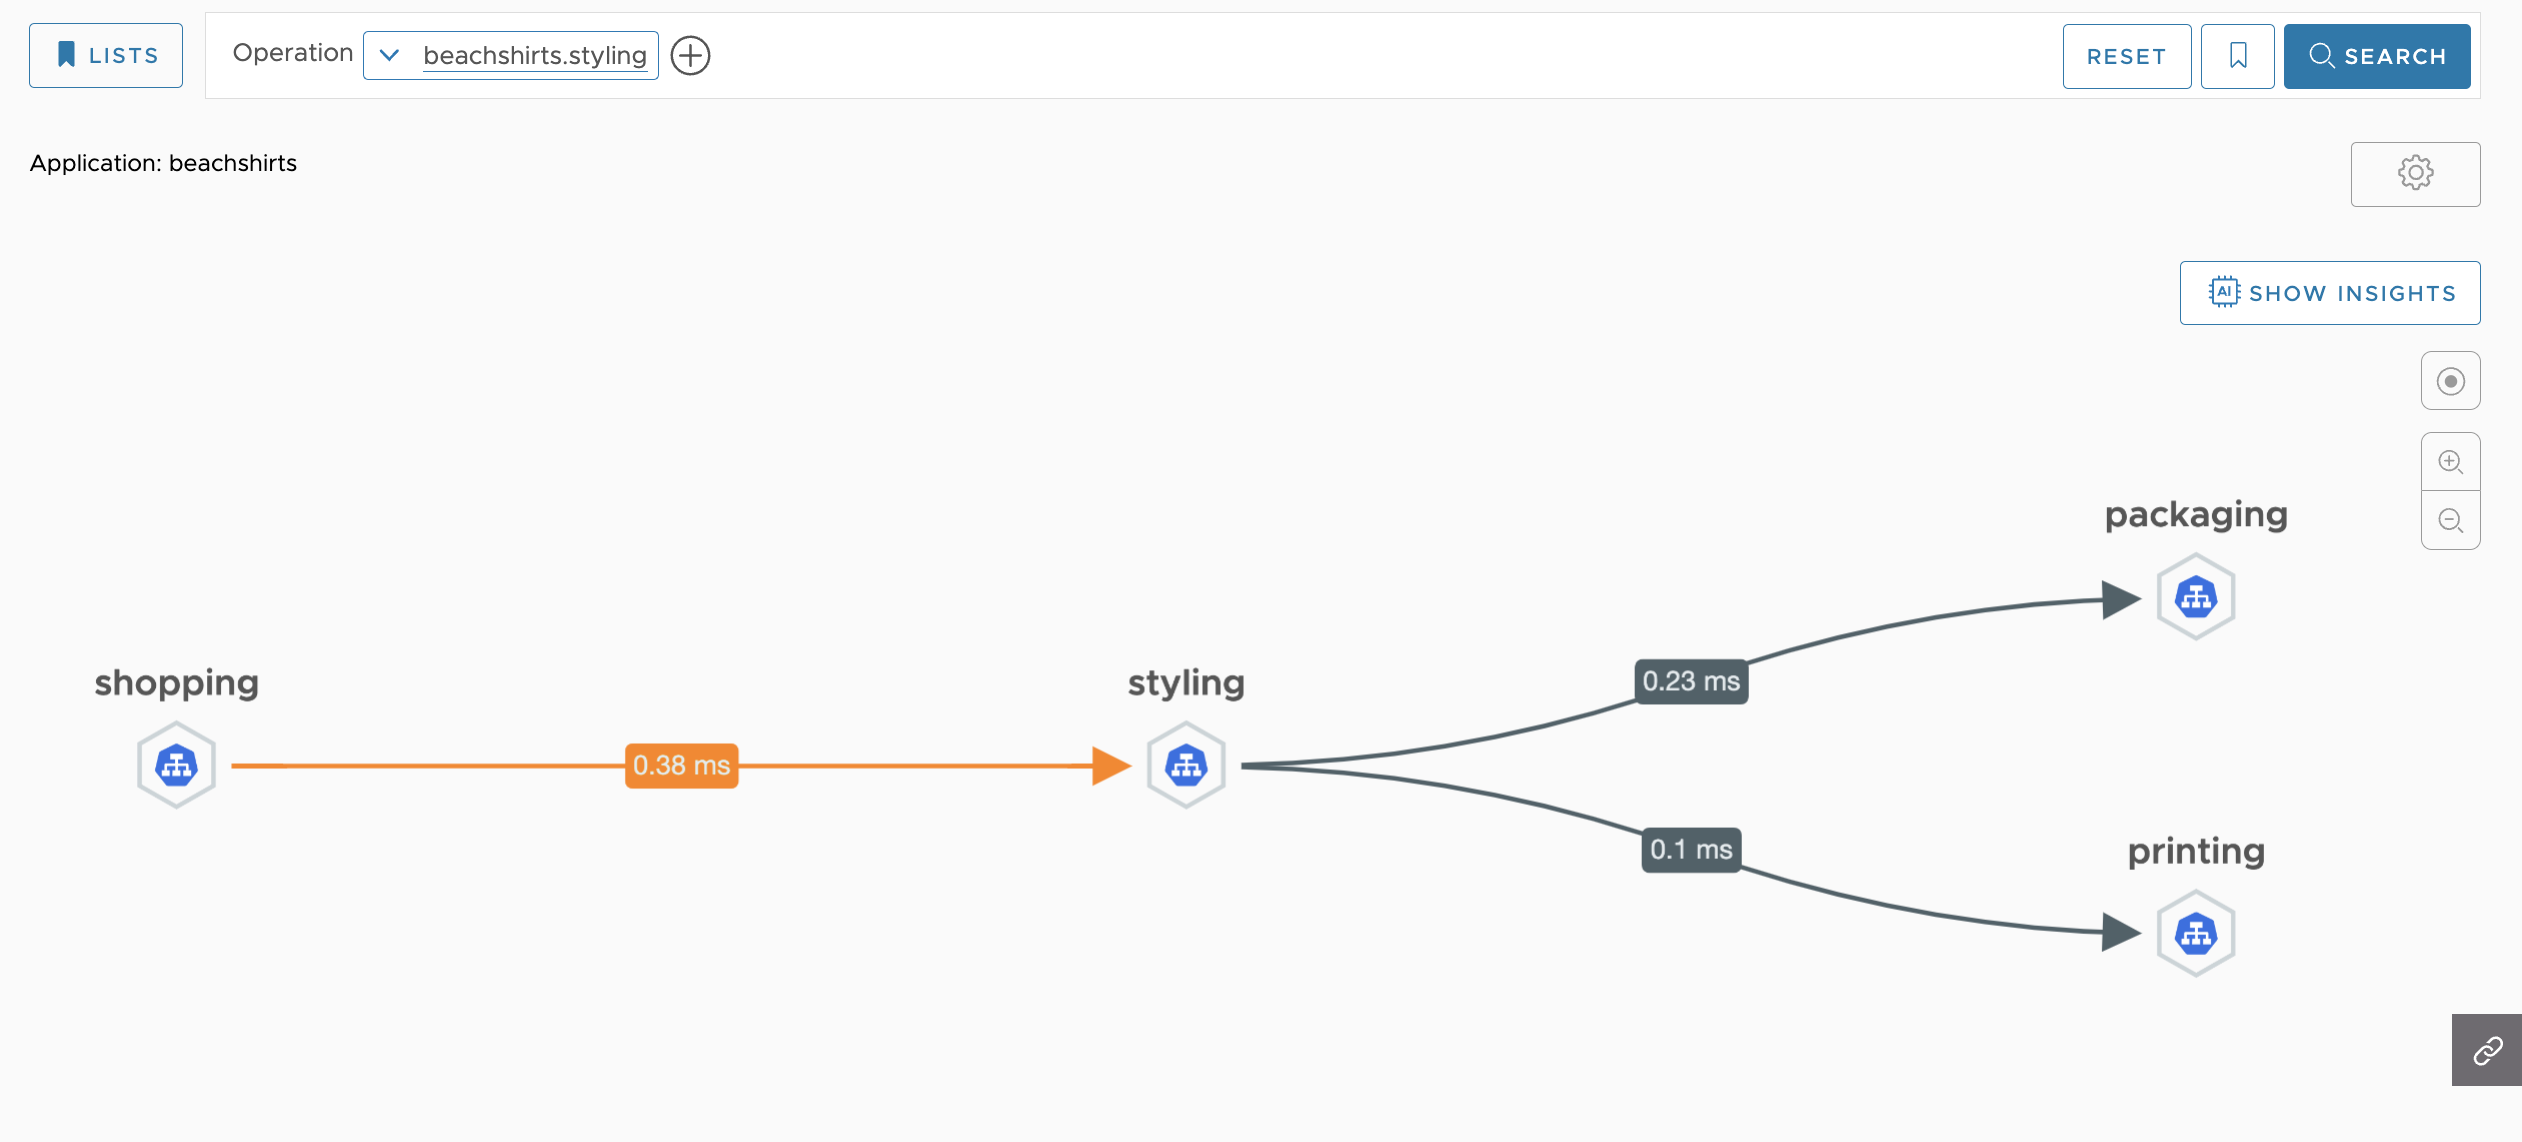 LISTS
Operation
beachshirts.styling
RESET
SEARCH
Application: beachshirts
AI
SHOW INSIGHTS
packaging
shopping
styling
0.23 ms
0.38 ms
0.1 ms
printing